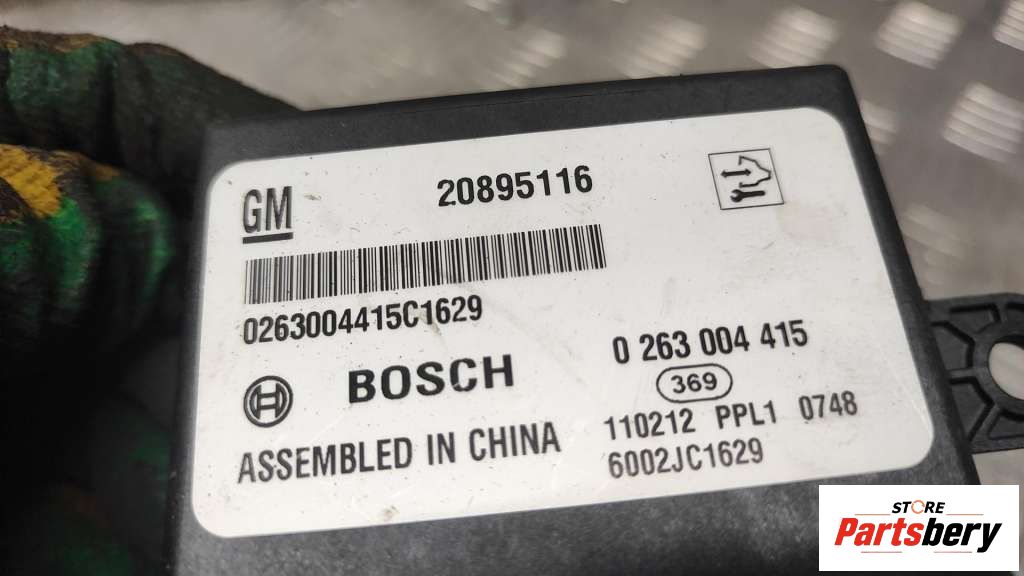 GM
20895116
0263004415C1629
BOSCH
0 263 004 415
369
ASSEMBLED IN CHINA
110212 PPL1 0748
6002JC1629
STORE
Partsbery